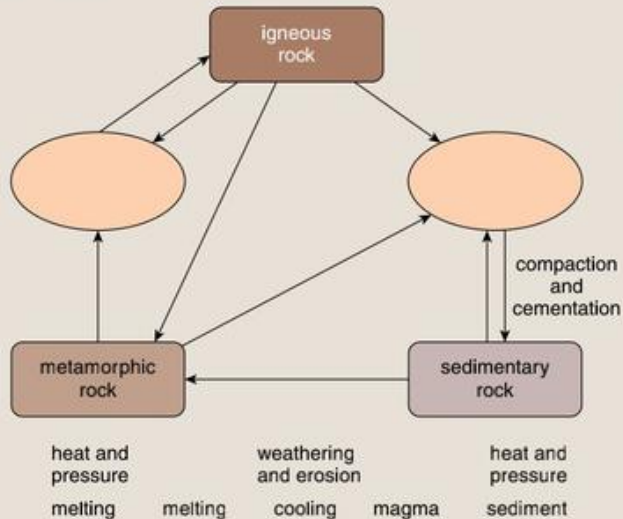 igneous
rock
compaction
and
cementation
metamorphic
rock
sedimentary
rock
heat and
pressure
weathering
and erosion
heat and
pressure
melting
melting
cooling
magma
sediment